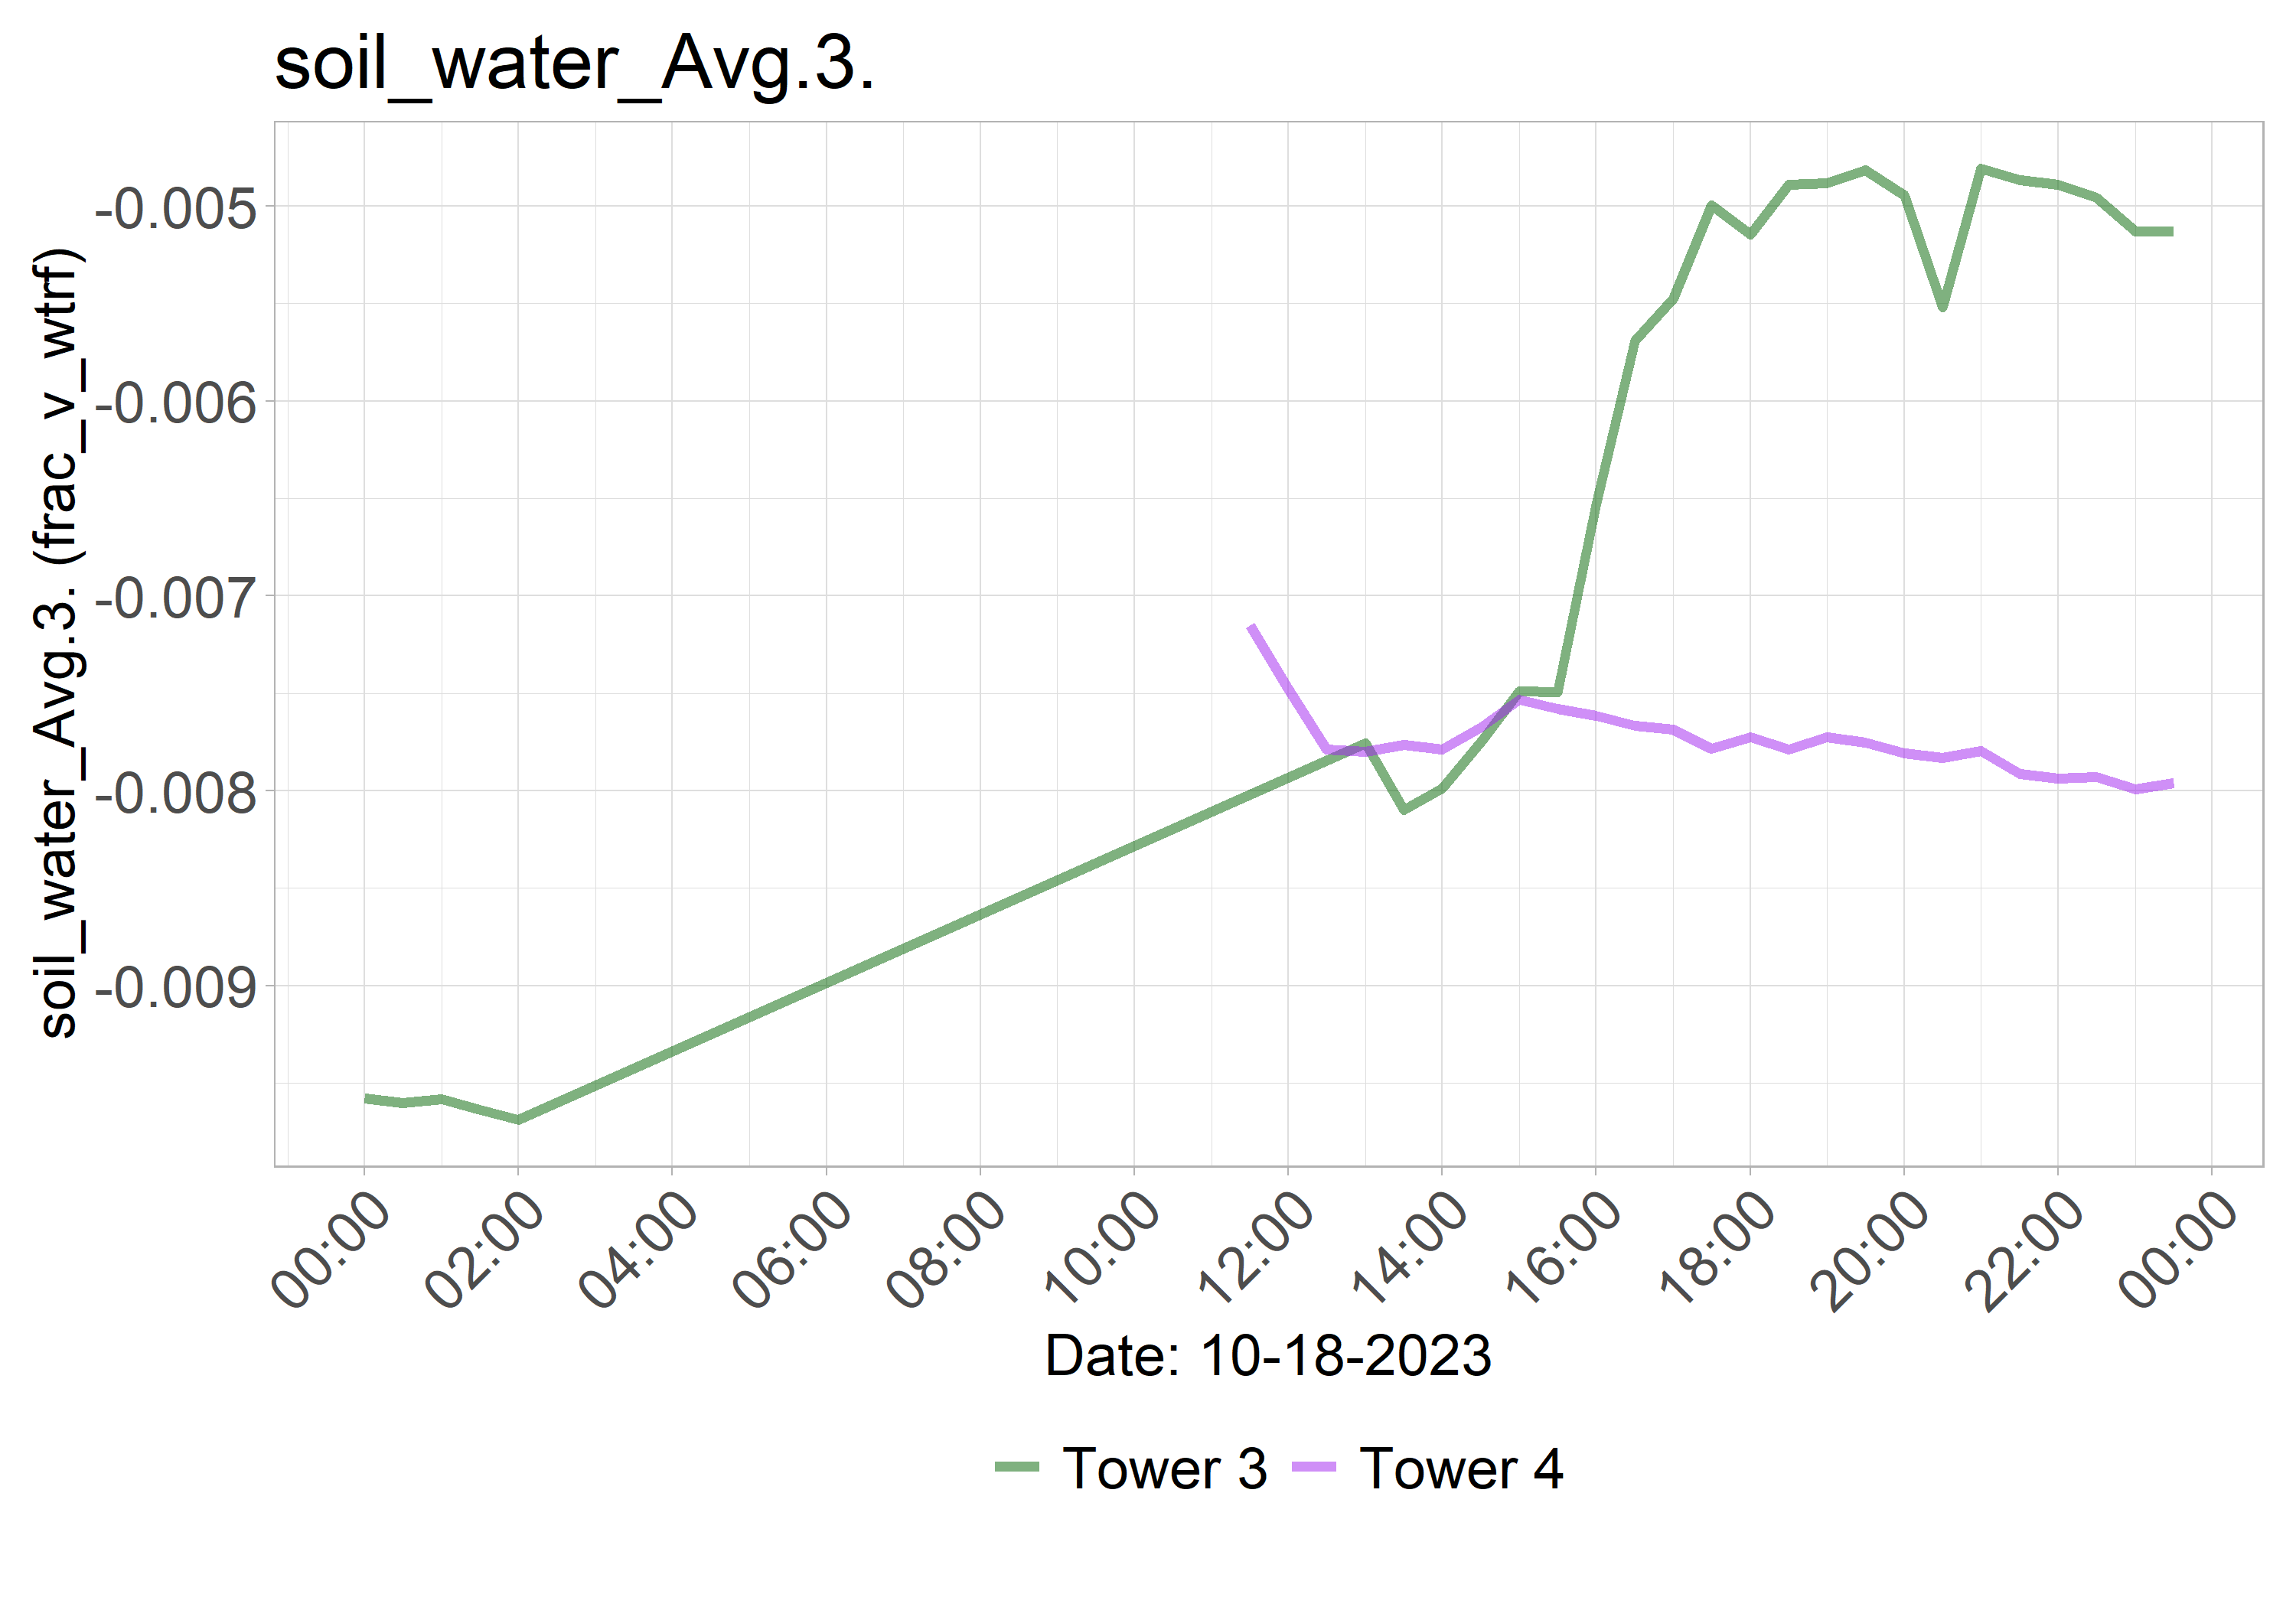 soil_water_Avg.3.
soil_water_Avg.3. (frac_v_wtrf)
-0.005
-0.006
-0.007
-0.008
-0.009
00:00 02:00 04:00 06:00 08:00 10:00 12:00 14:00 16:00 18:00 20:00 22:00 00:00
Date: 10-18-2023
Tower 3 Tower 4